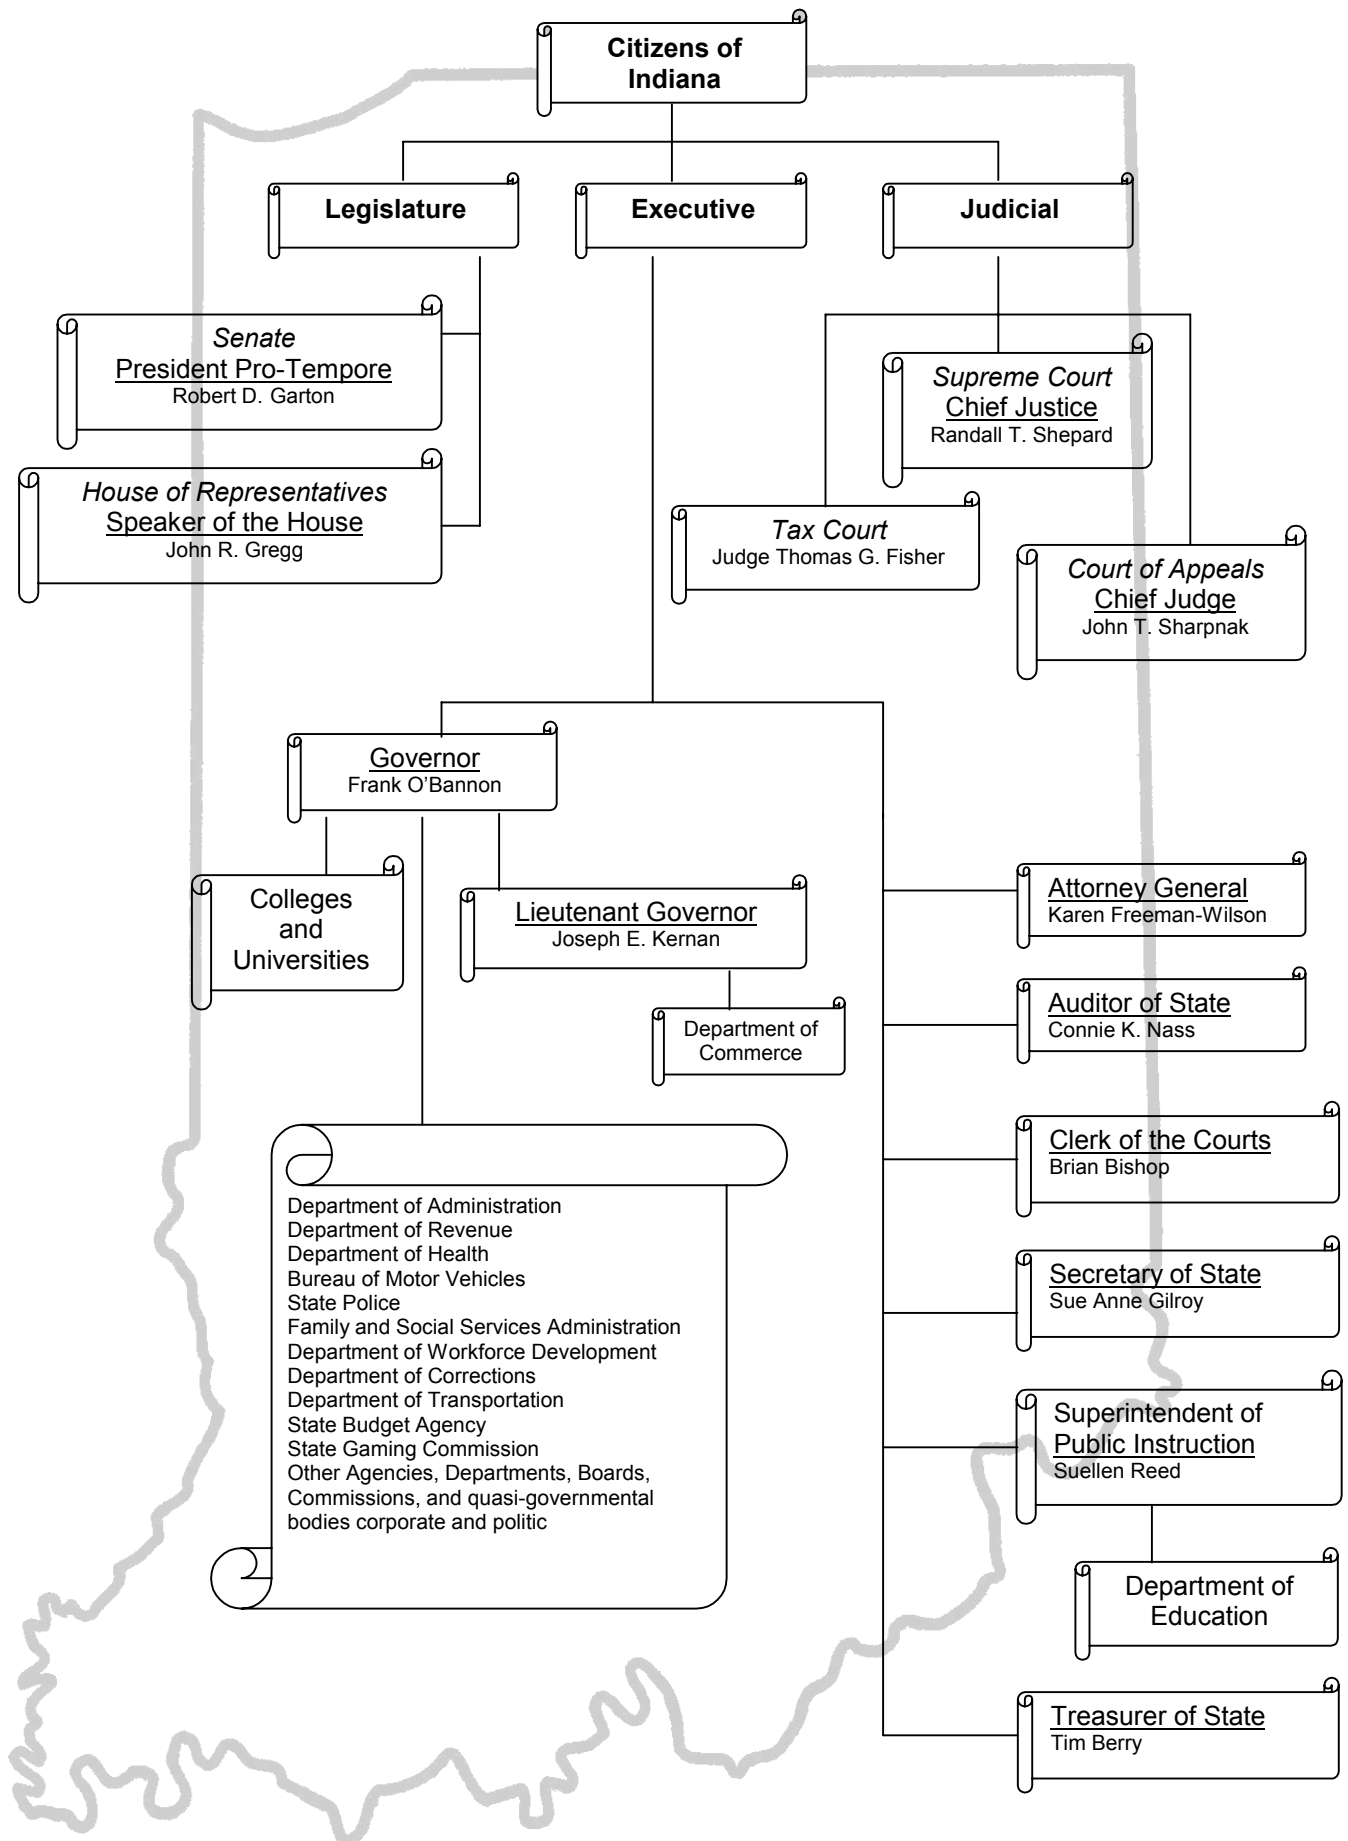 Citizens of
Indiana
Legislature
Executive
Judicial
Senate
President Pro-Tempore
Robert D. Garton
House of Representatives
Speaker of the House
John R. Gregg
Supreme Court
Chief Justice
Randall T. Shepard
Tax Court
Judge Thomas G. Fisher
Court of Appeals
Chief Judge
John T. Sharpnak
Governor
Frank O'Bannon
Colleges
and
Universities
Lieutenant Governor
Joseph E. Kernan
Department of
Commerce
Department of Administration
Department of Revenue
Department of Health
Bureau of Motor Vehicles
State Police
Family and Social Services Administration
Department of Workforce Development
Department of Corrections
Department of Transportation
State Budget Agency
State Gaming Commission
Other Agencies, Departments, Boards,
Commissions, and quasi-governmental
bodies corporate and politic
Attorney General
Karen Freeman-Wilson
Auditor of State
Connie K. Nass
Clerk of the Courts
Brian Bishop
Secretary of State
Sue Anne Gilroy
Superintendent of
Public Instruction
Suellen Reed
Department of
Education
Treasurer of State
Tim Berry